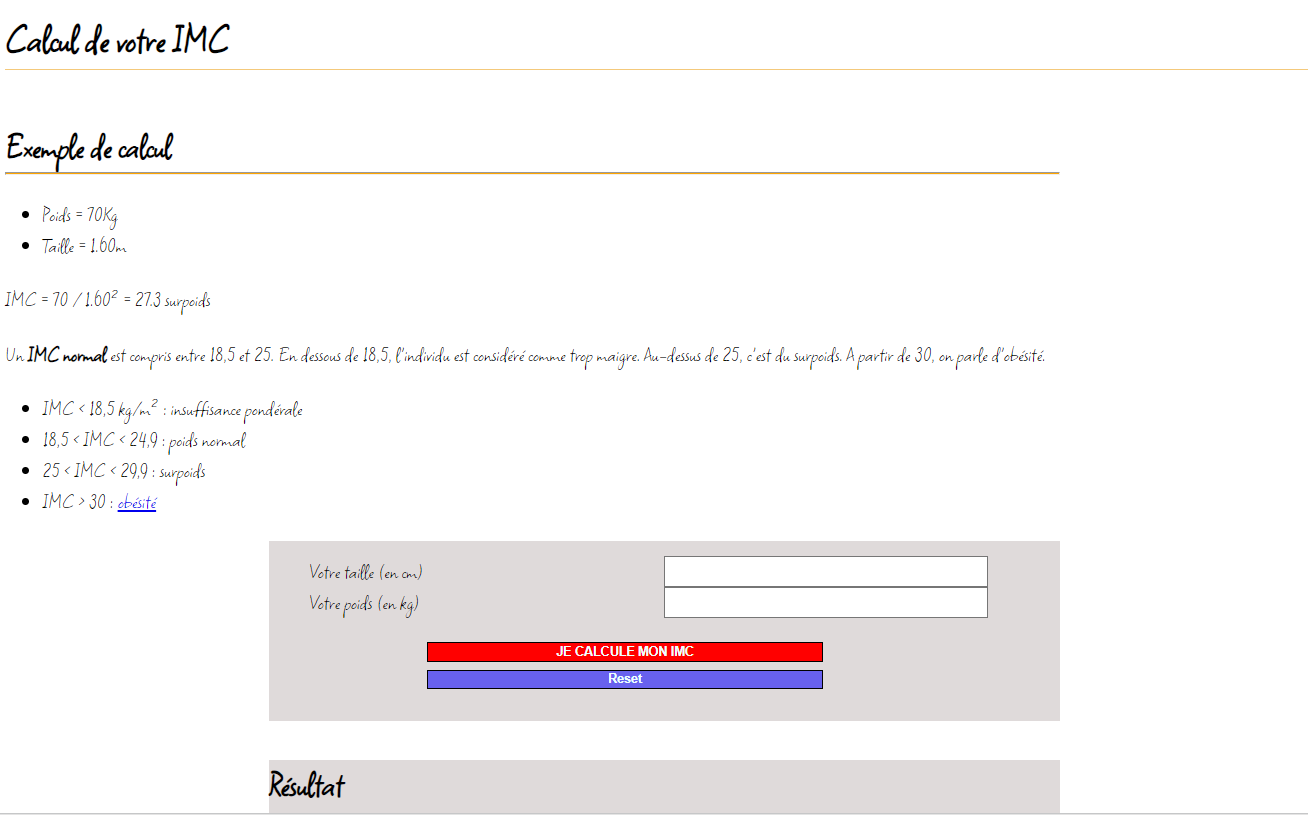 Calcul de votre IMC
Exemple de calcul
Poids = 70Kg
Taille = 1.60m
IMC = 70 / 1.60² = 27.3 surpoids
Un IMC normal est compris entre 18,5 et 25. En dessous de 18,5, l'individu est considéré comme trop maigre. Au-dessus de 25, c'est du surpoids. A partir de 30, on parle d'obésité.
IMC < 18,5 kg/m² : insuffisance pondérale
18,5 < IMC < 24,9 : poids normal
25 < IMC < 29,9 : surpoids
IMC > 30 : obésité
Votre taille (en cm)
Votre poids (en kg)
JE CALCULE MON IMC
Reset
Résultat